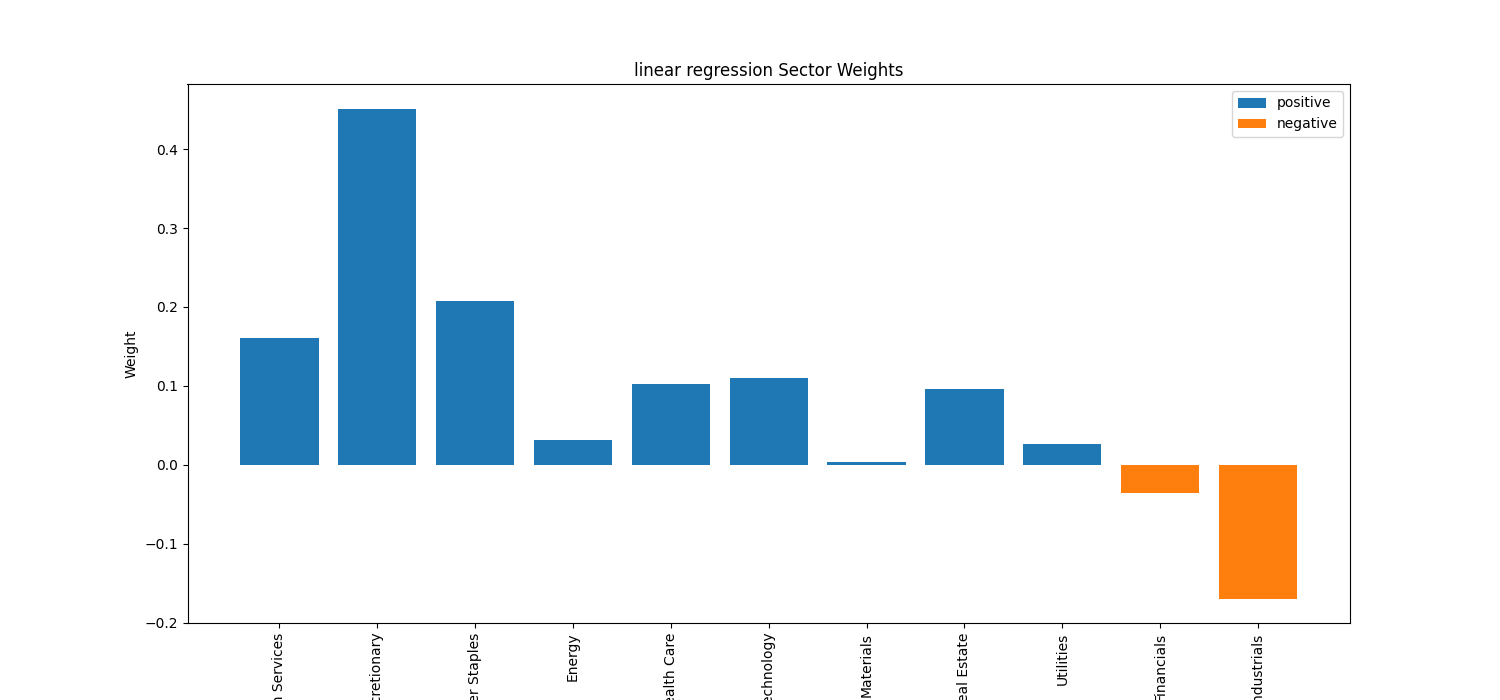 linear regression Sector Weights
positive
negative
Weight
0.4
0.3
0.2
0.1
0.0
−0.1
−0.2
Services
er Staples
Energy
ealth Care
echnology
Materials
eal Estate
Utilities
Financials
ndustrials